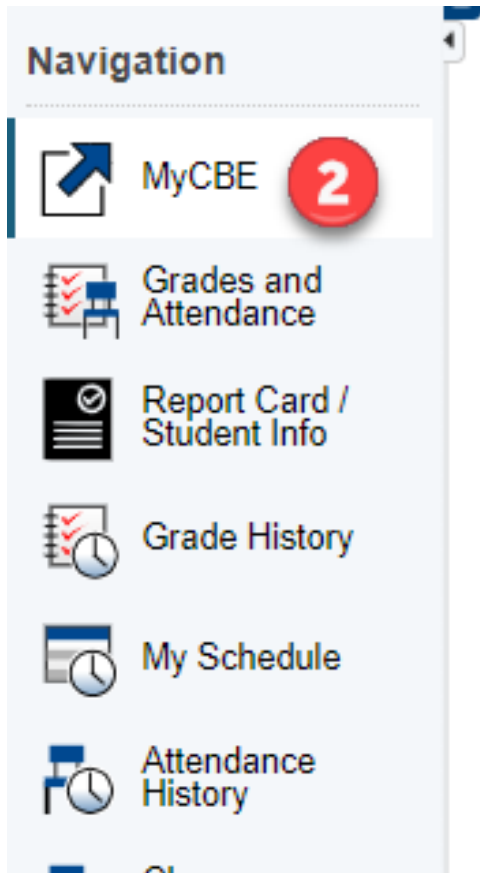 Navigation
MyCBE
2
Grades and
Attendance
Report Card /
Student Info
Grade History
My Schedule
Attendance
History